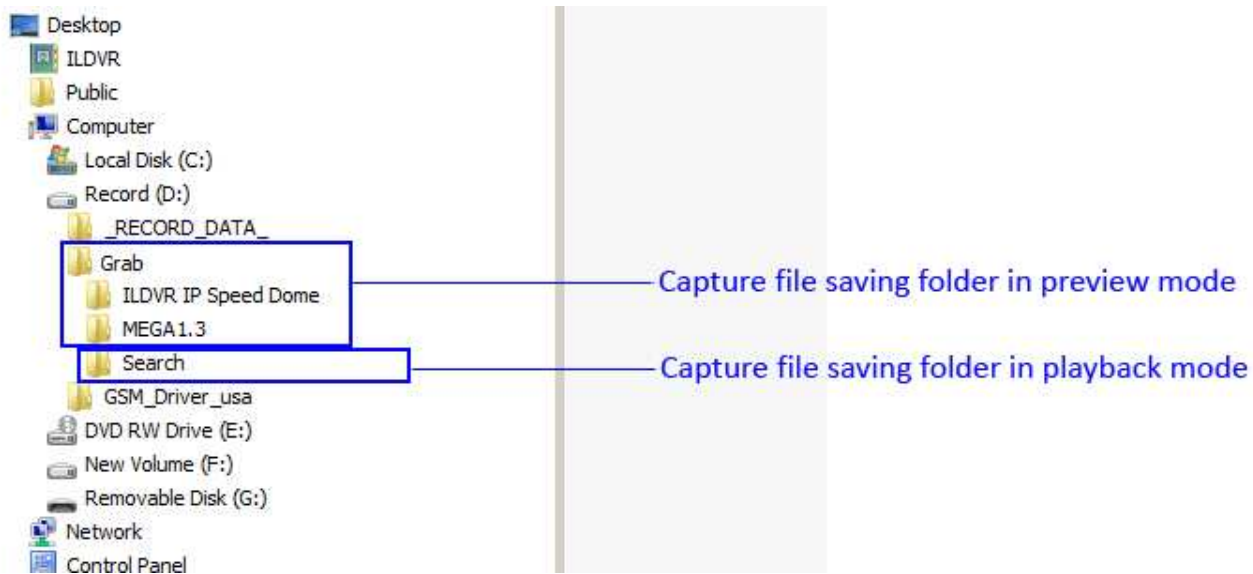 Desktop
ILDVR
Public
Computer
Local Disk (C:)
Record (D:)
_RECORD_DATA_
Grab
ILDVR IP Speed Dome
Capture file saving folder in preview mode
MEGA1.3
Search
Capture file saving folder in playback mode
GSM_Driver_usa
DVD RW Drive (E:)
New Volume (F:)
Removable Disk (G:)
Network
Control Panel